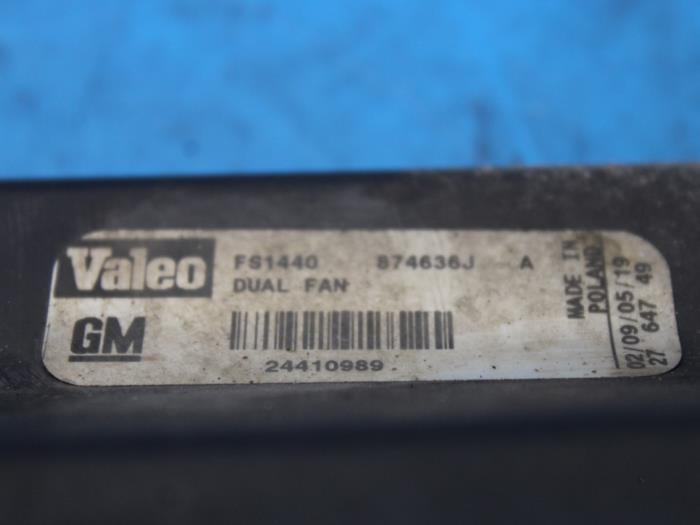 Valeo
FS1440 874636J A
DUAL FAN
GM
24410989
MADE IN
POLAND
02/09/05/19
27 647 49